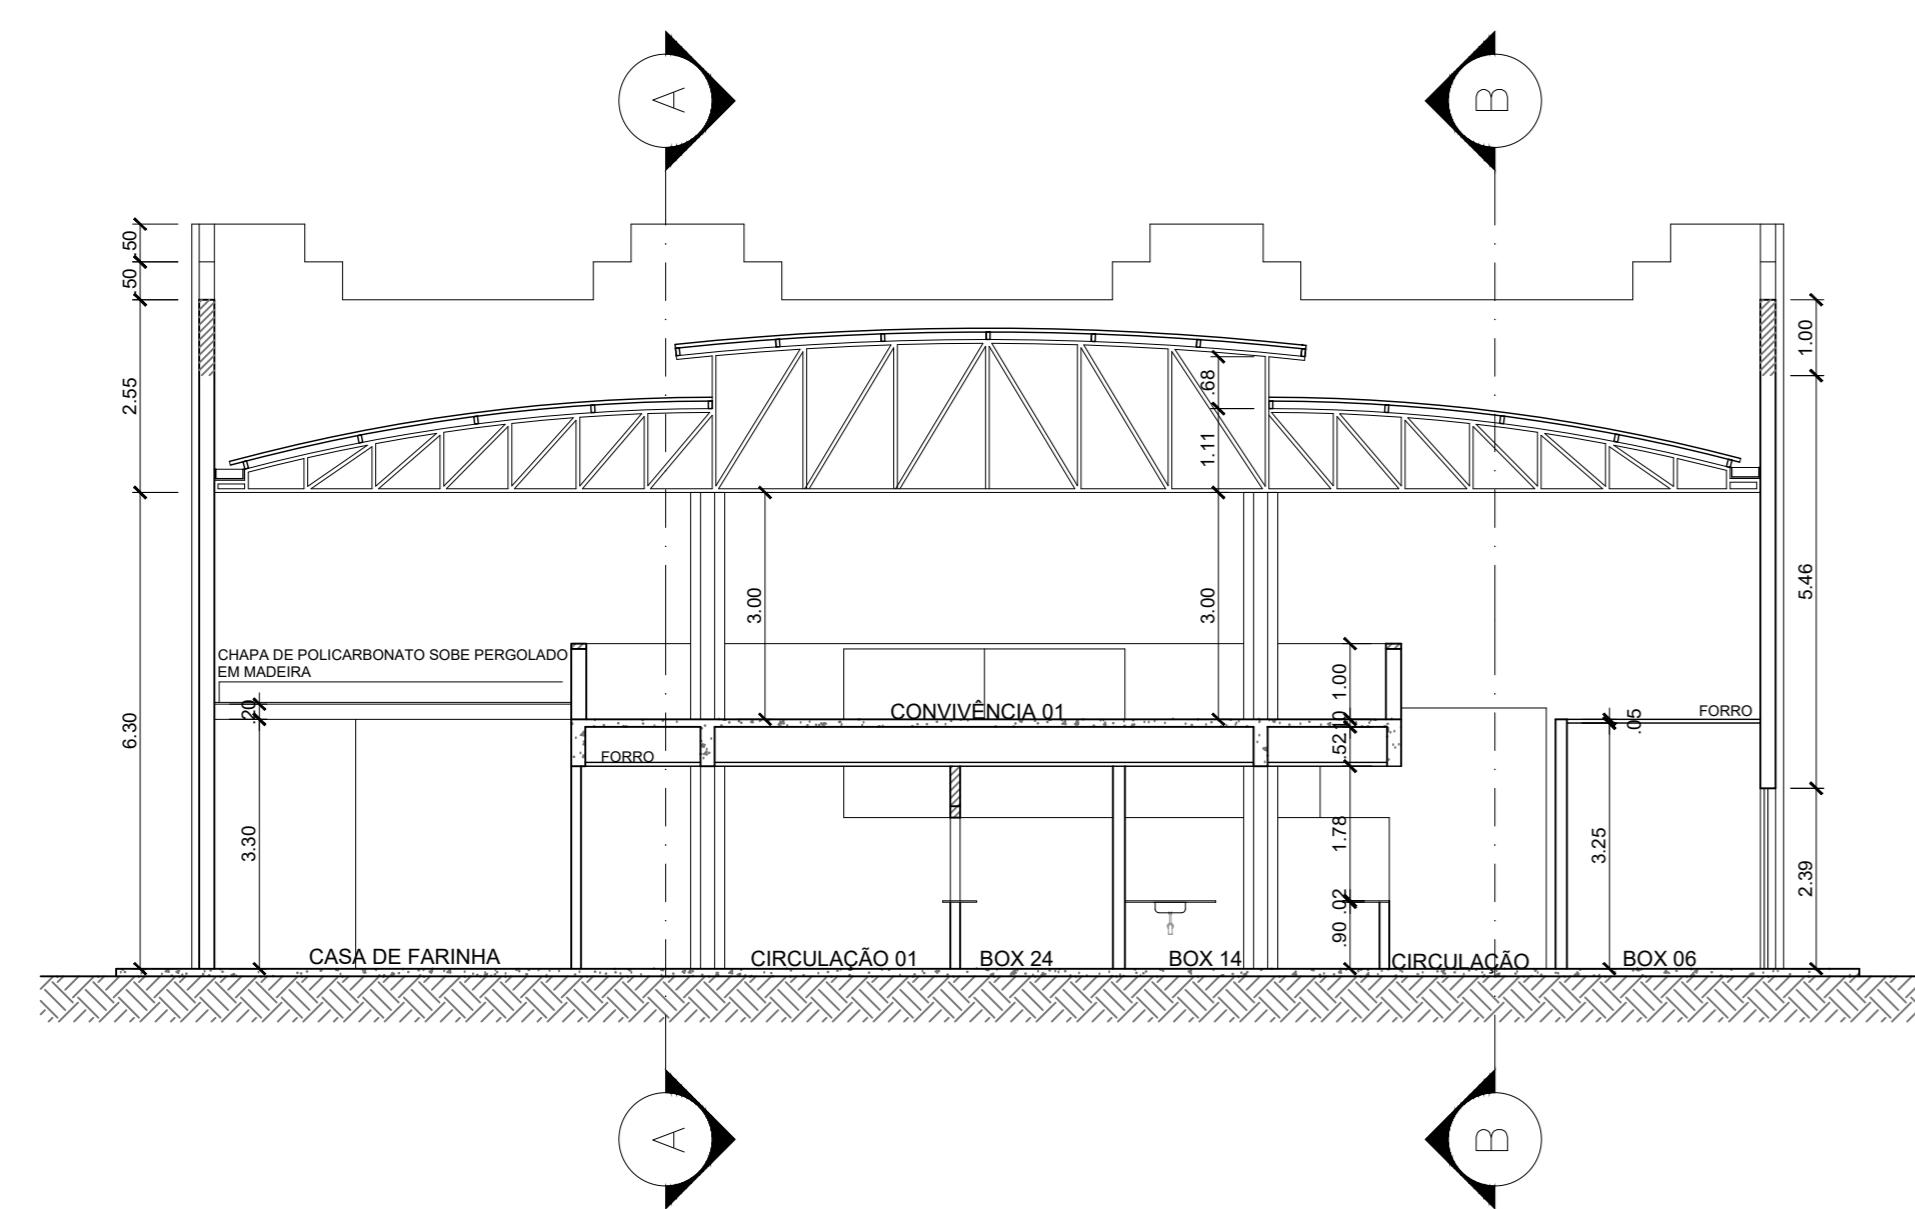 A
B
.50
.50
2.55
6.30
1.00
5.46
2.39
.68
1.11
3.00
3.00
CHAPA DE POLICARBONATO SOBE PERGOLADO
EM MADEIRA
.20
3.30
CONVIVÊNCIA 01
FORRO
1.00
.10
.52
1.78
.02
.90
FORRO
.05
3.25
CASA DE FARINHA
CIRCULAÇÃO 01
BOX 24
BOX 14
CIRCULAÇÃO
BOX 06
A
B